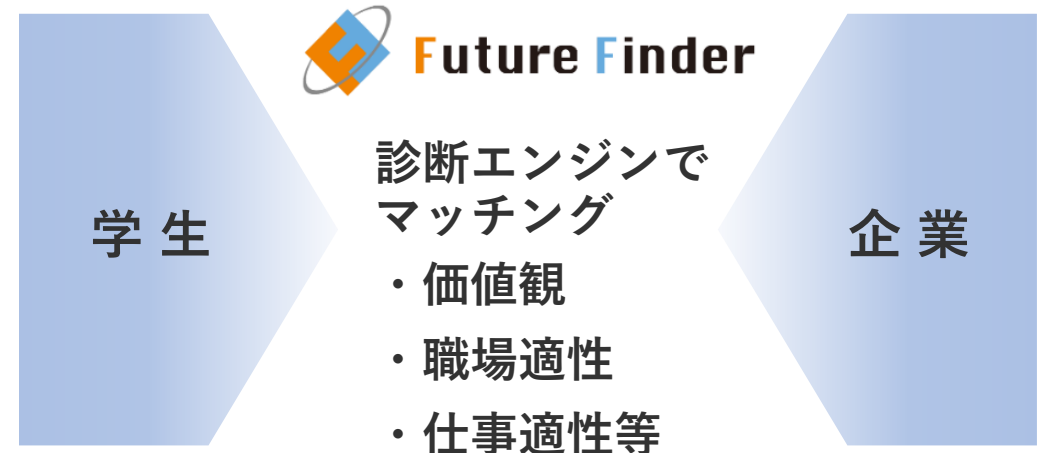 Future Finder
診断エンジンで
マッチング
学生
企業
・価値観
・職場適性
・仕事適性等